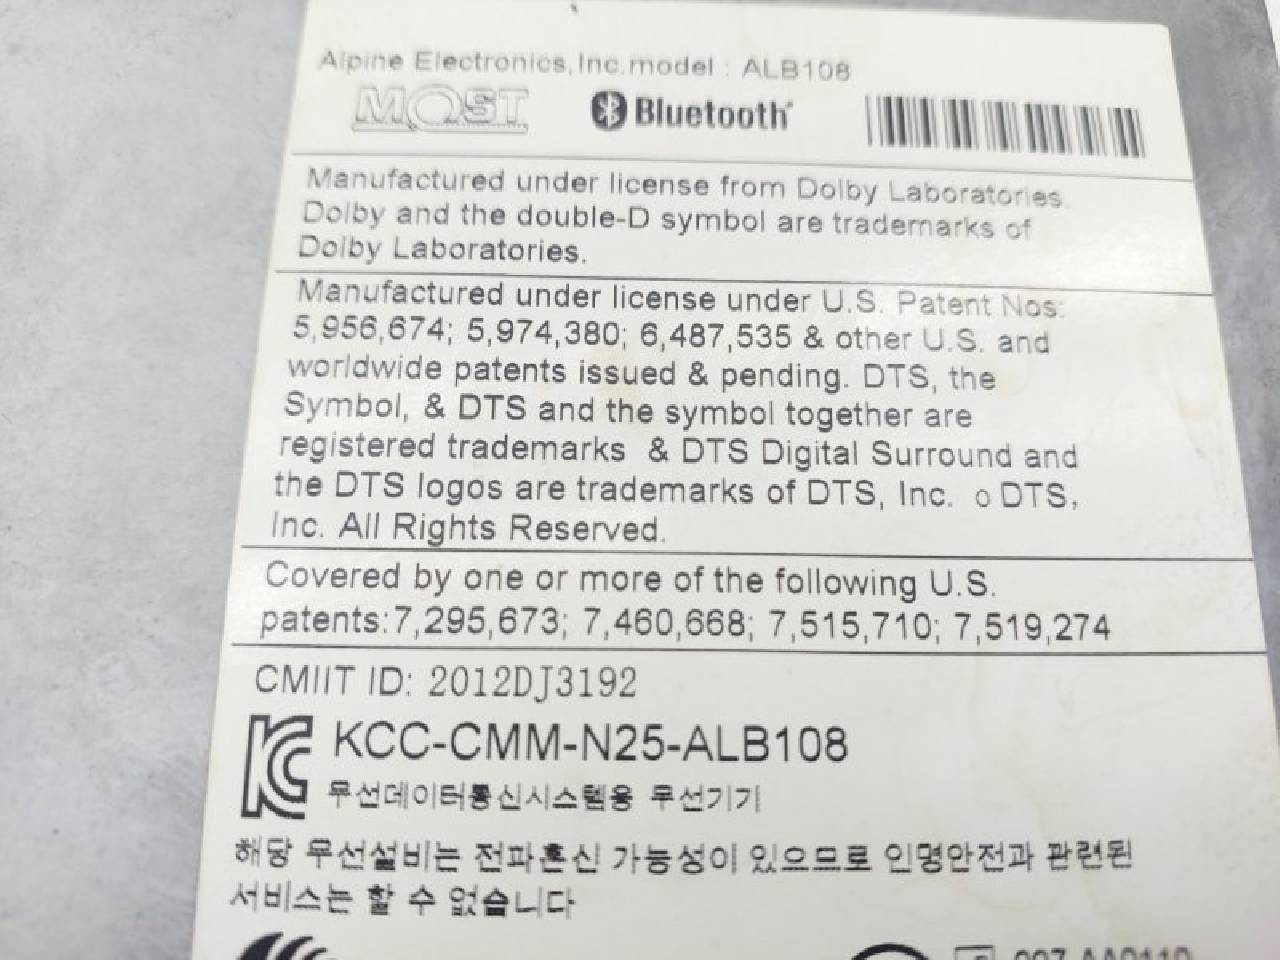 Alpine Electronics,Inc.model : ALB108
MOST Bluetooth
Manufactured under license from Dolby Laboratories.
Dolby and the double-D symbol are trademarks of
Dolby Laboratories.
Manufactured under license under U.S. Patent Nos:
5,956,674; 5,974,380; 6,487,535 & other U.S. and
worldwide patents issued & pending. DTS, the
Symbol, & DTS and the symbol together are
registered trademarks & DTS Digital Surround and
the DTS logos are trademarks of DTS, Inc. o DTS,
Inc. All Rights Reserved.
Covered by one or more of the following U.S.
patents:7,295,673; 7,460,668; 7,515,710; 7,519,274
CMIIT ID: 2012DJ3192
KCC-CMM-N25-ALB108
무선데이터통신시스템용 무선기기
해당 무선설비는 전파혼신 가능성이 있으므로 인명안전과 관련된
서비스는 할 수 없습니다